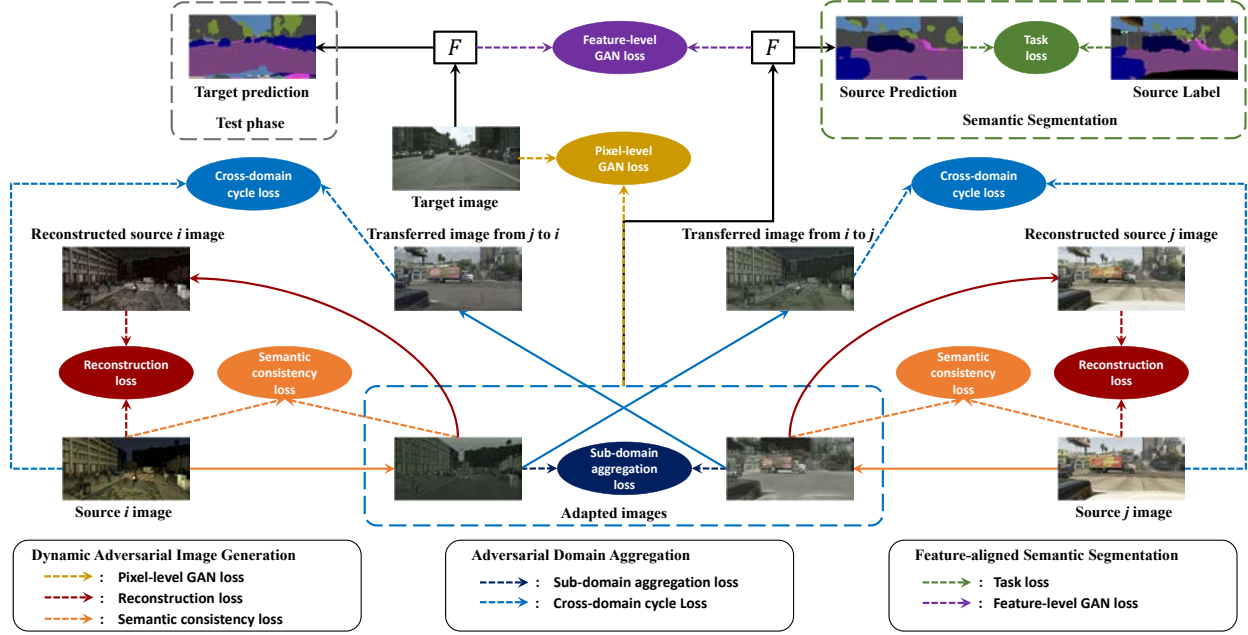 F
Feature-level
GAN loss
F
Task
loss
Target prediction
Source Prediction
Source Label
Test phase
Semantic Segmentation
Pixel-level
GAN loss
Target image
Cross-domain
cycle loss
Cross-domain
cycle loss
Reconstructed source i image
Transferred image from j to i
Transferred image from i to j
Reconstructed source j image
Reconstruction
loss
Semantic
consistency
loss
Semantic
consistency
loss
Reconstruction
loss
Sub-domain
aggregation
loss
Source i image
Adapted images
Source j image
Dynamic Adversarial Image Generation
: Pixel-level GAN loss
: Reconstruction loss
: Semantic consistency loss
Adversarial Domain Aggregation
: Sub-domain aggregation loss
: Cross-domain cycle Loss
Feature-aligned Semantic Segmentation
: Task loss
: Feature-level GAN loss